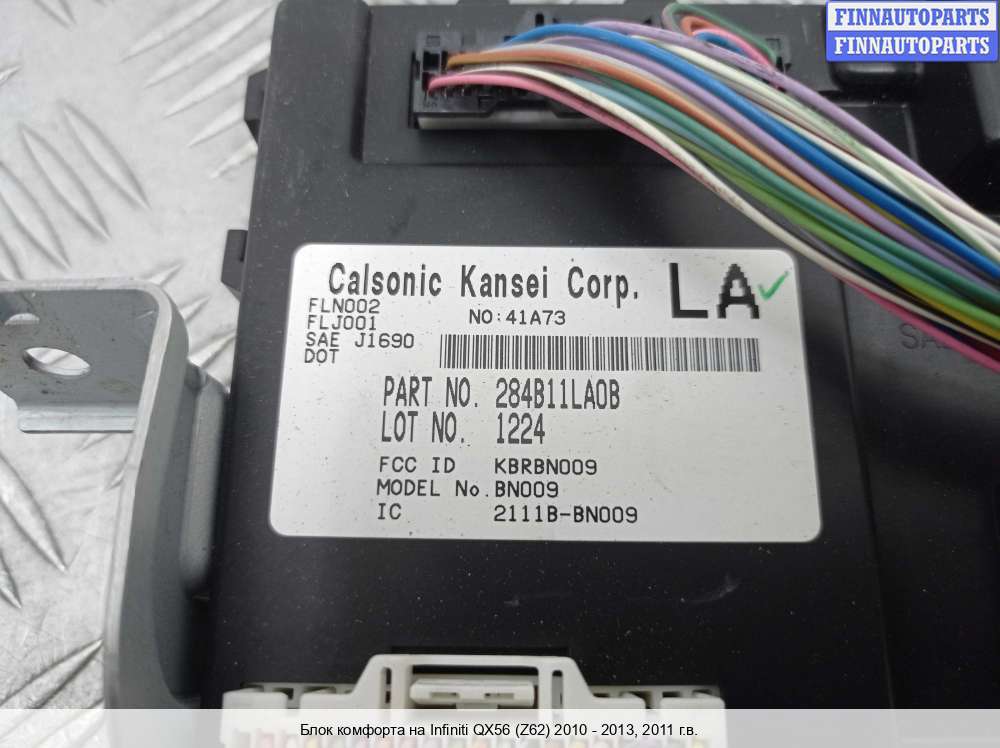 FINNAUTOPARTS
FINNAUTOPARTS
Calsonic Kansei Corp. LA
FLN002
FLJ001
NO:41A73
SAE J1690
DOT
PART NO. 284B11LA0B
LOT NO. 1224
FCC ID KBRBN009
MODEL No. BN009
IC 2111B-BN009
Блок комфорта на Infiniti QX56 (Z62) 2010 - 2013, 2011 г.в.